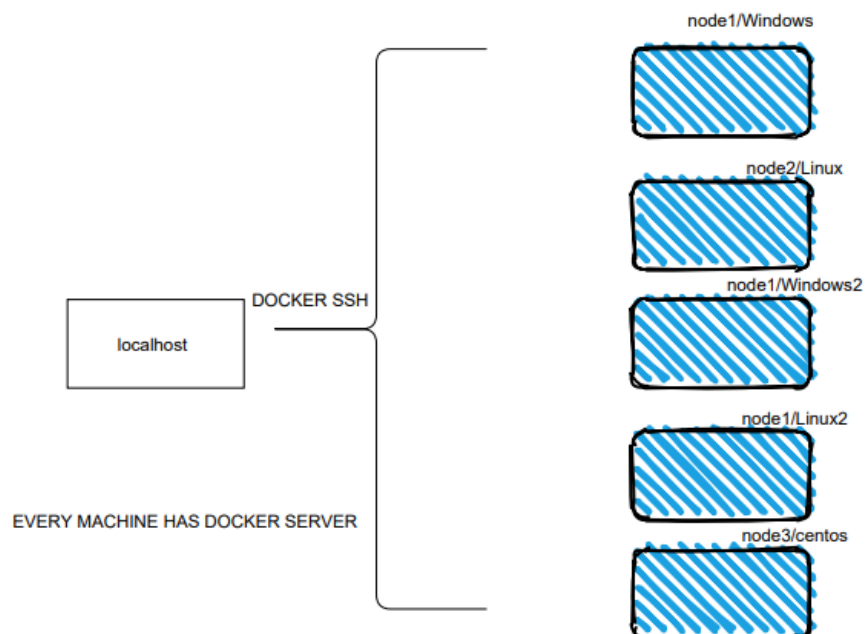 node1/Windows
node2/Linux
node1/Windows2
DOCKER SSH
localhost
node1/Linux2
EVERY MACHINE HAS DOCKER SERVER
node3/centos